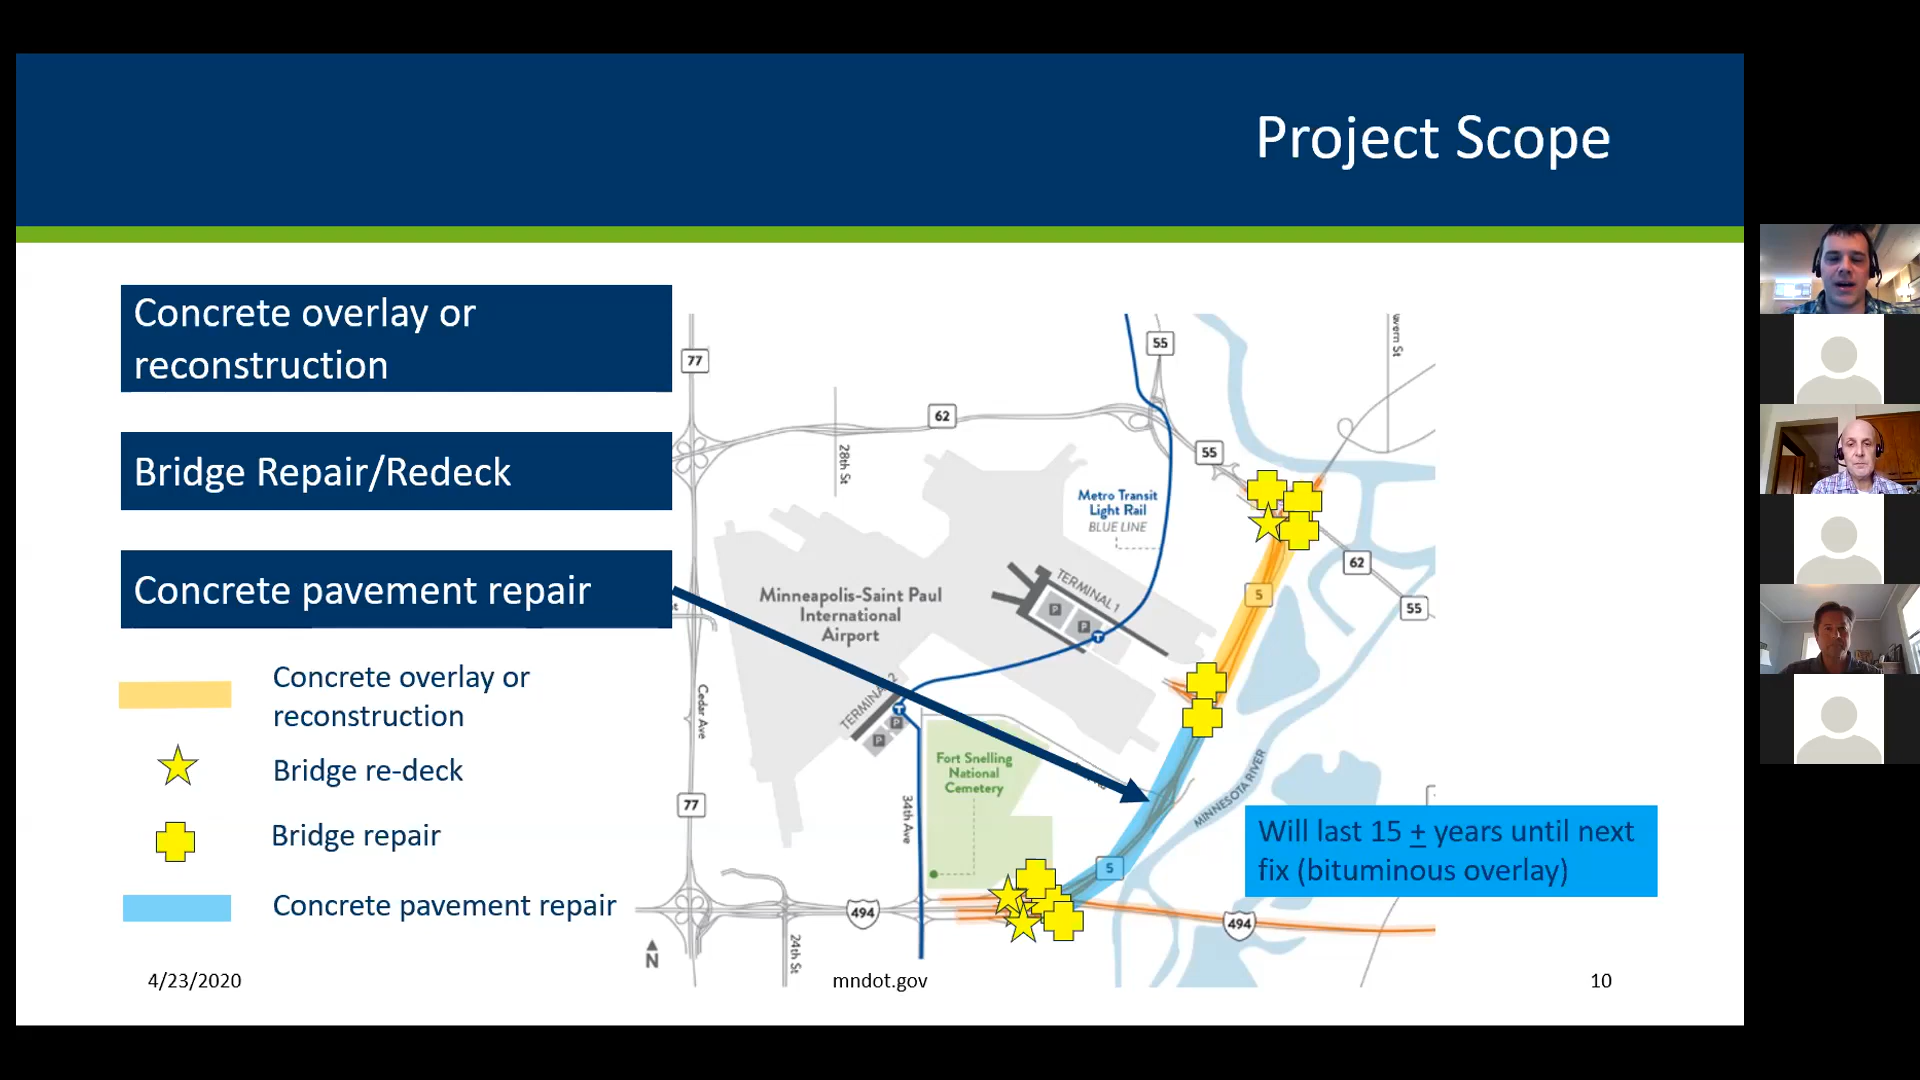 Project Scope
Concrete overlay or
reconstruction
Bridge Repair/Redeck
Concrete pavement repair
Concrete overlay or
reconstruction
Bridge re-deck
Bridge repair
Concrete pavement repair
77
62
55
55
62
55
28th St
Metro Transit
Light Rail
BLUE LINE
Minneapolis-Saint Paul
International
Airport
TERMINAL 1
P
P
T
5
TERMINAL 2
T
P
P
Cedar Ave
Fort Snelling
National
Cemetery
MINNESOTA RIVER
77
34th Ave
5
Will last 15 + years until next
fix (bituminous overlay)
494
494
24th St
N
4/23/2020
mndot.gov
10